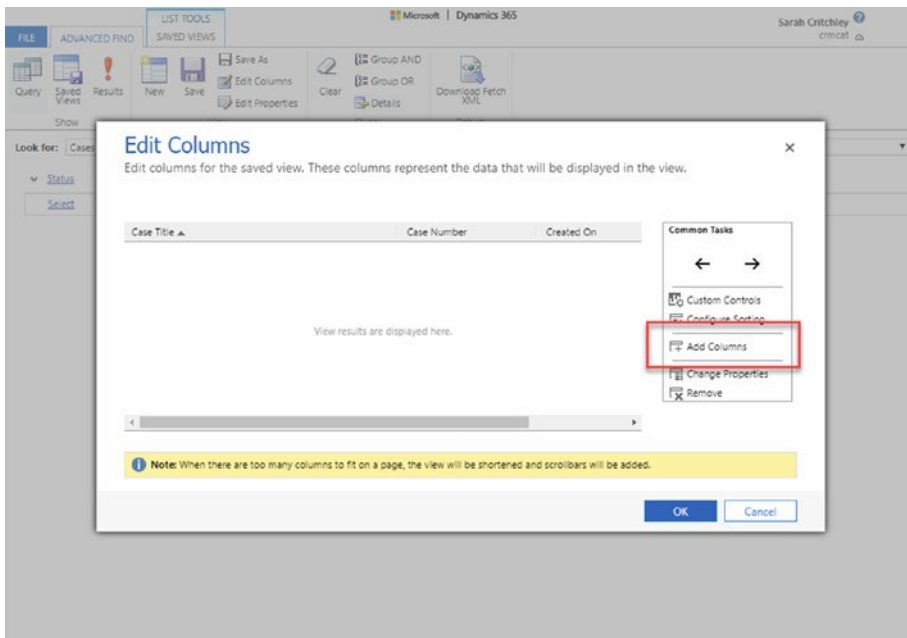 LIST TOOLS
Microsoft | Dynamics 365
Sarah Critchley
crmcat
FILE
ADVANCED FIND
SAVED VIEWS
Query
Saved Views
Results
New
Save
Save As
Edit Columns
Edit Properties
Clear
Group AND
Group OR
Details
Download Fetch XML
Show
Look for: Cases
Status
Select
Edit Columns
Edit columns for the saved view. These columns represent the data that will be displayed in the view.
Case Title
Case Number
Created On
View results are displayed here.
Common Tasks
Custom Controls
Configure Sorting
Add Columns
Change Properties
Remove
Note: When there are too many columns to fit on a page, the view will be shortened and scrollbars will be added.
OK
Cancel